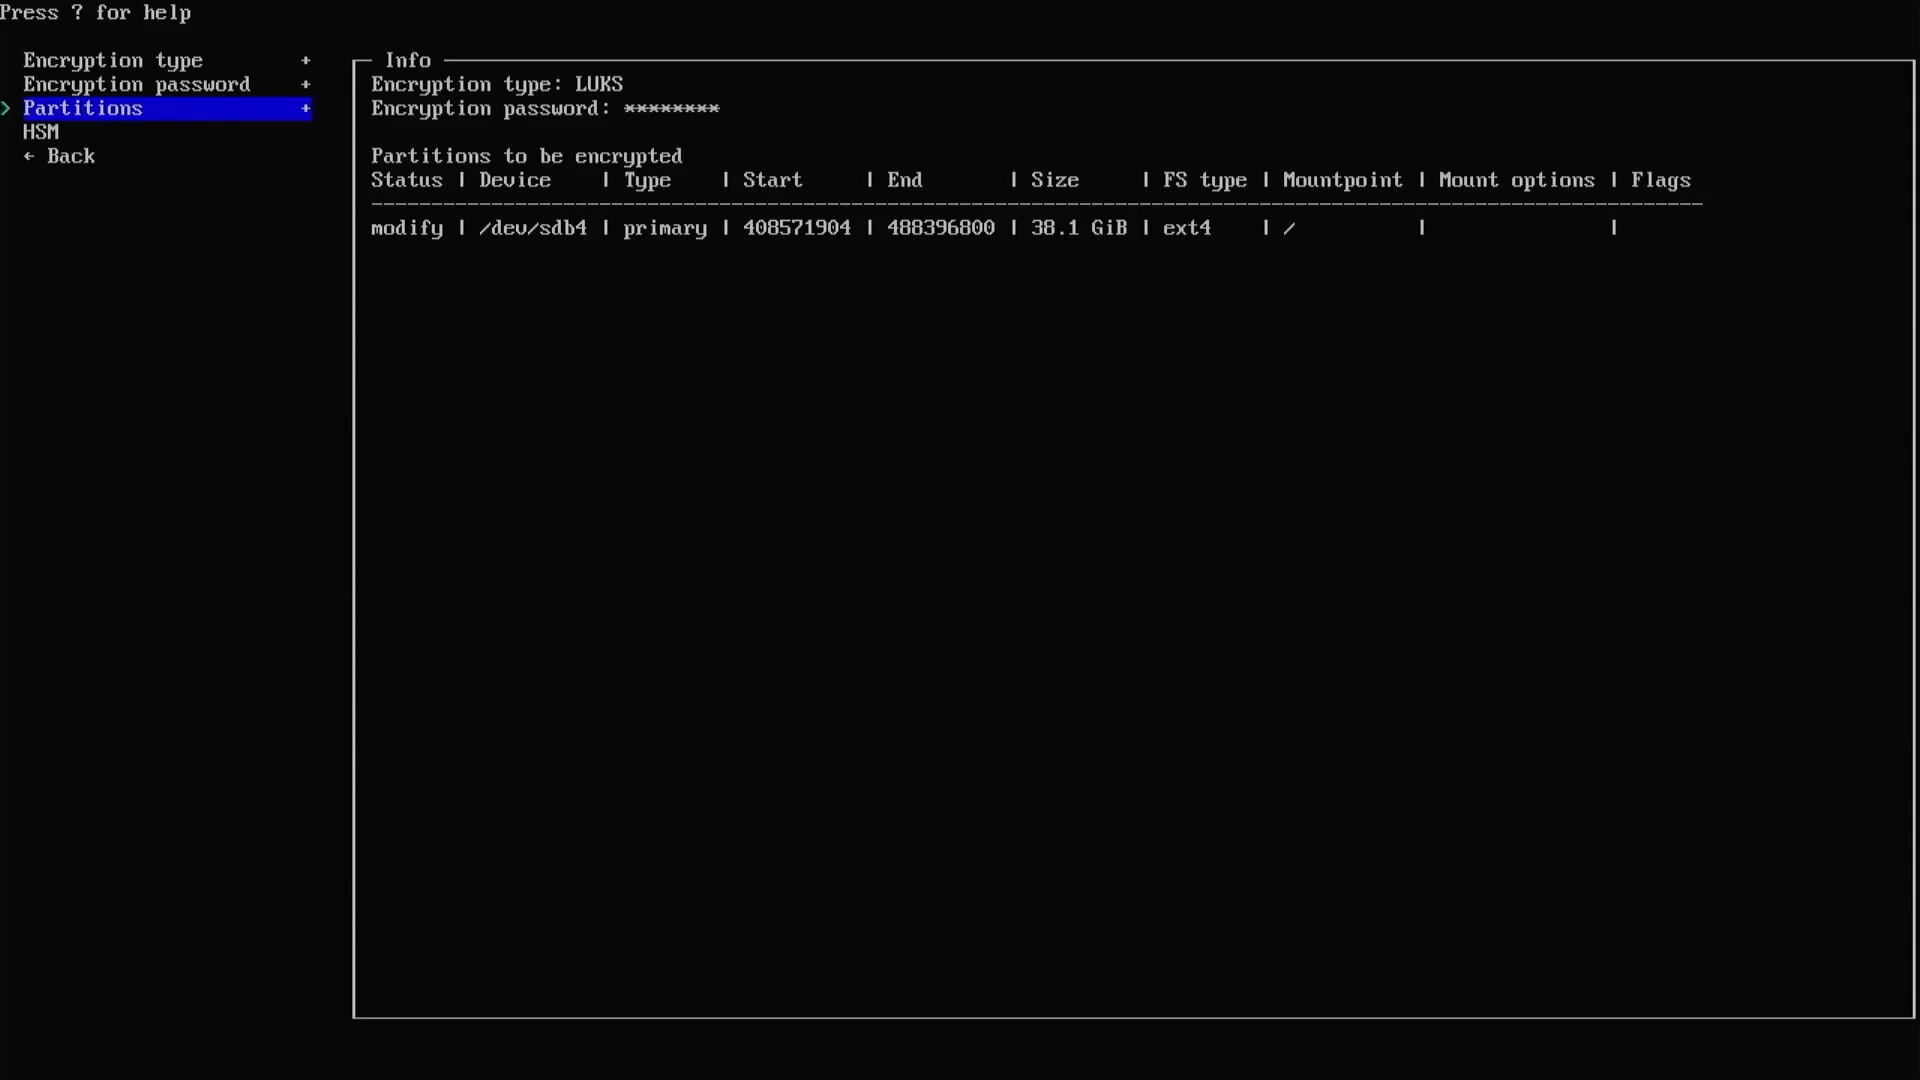 Press ? for help
Encryption type +
Encryption password +
> Partitions +
HSM
← Back
Info
Encryption type: LUKS
Encryption password: ********
Partitions to be encrypted
Status | Device | Type | Start | End | Size | FS type | Mountpoint | Mount options | Flags
modify | /dev/sdb4 | primary | 408571904 | 488396800 | 38.1 GiB | ext4 | / | |